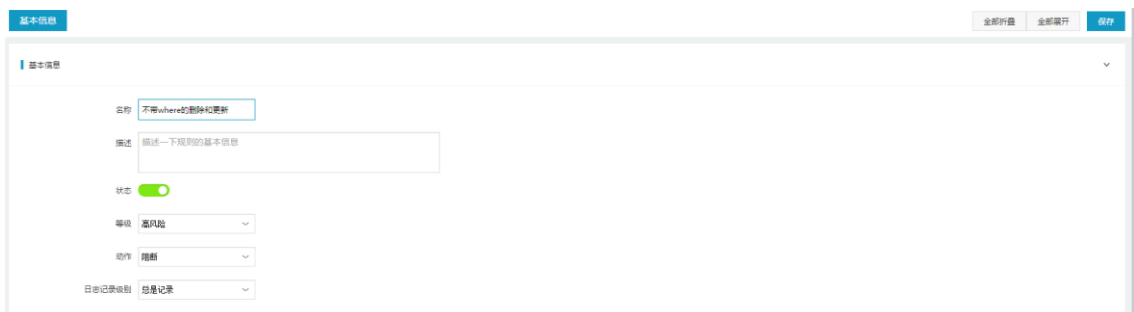 基本信息 全部折叠 全部展开 保存
基本信息
名称 不带where的删除和更新
描述 描述一下规则的基本信息
状态
等级 高风险
动作 阻断
日志记录级别 总是记录